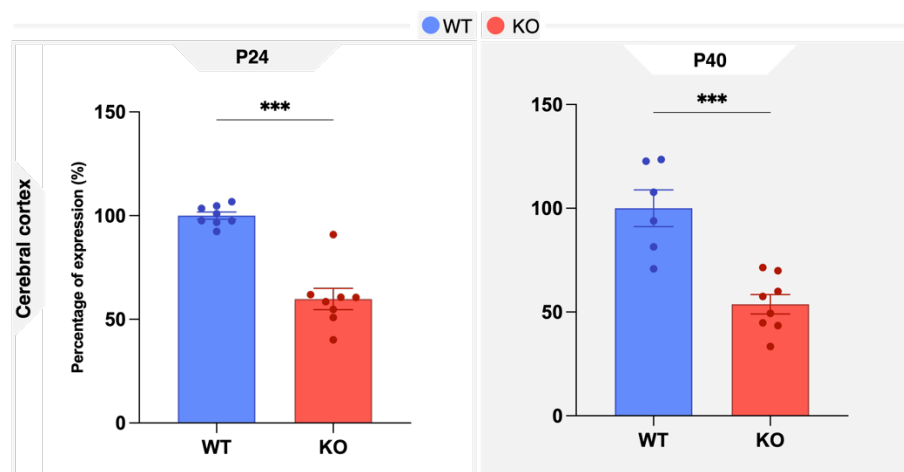 WT KO
P24
P40
Cerebral cortex
Percentage of expression (%)
***
150
100
50
0
WT KO
***
150
100
50
0
WT KO